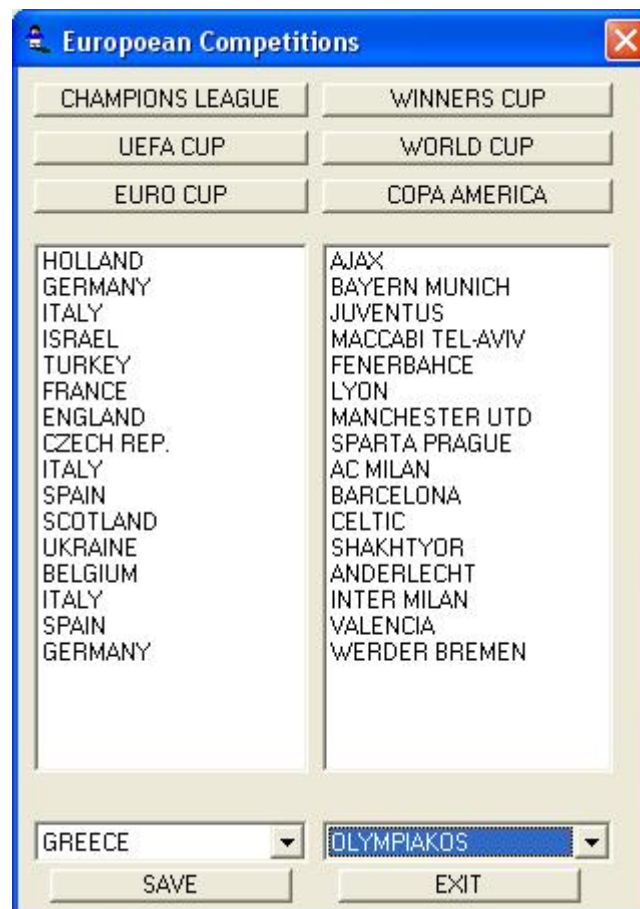 Europoean Competitions
CHAMPIONS LEAGUE WINNERS CUP
UEFA CUP WORLD CUP
EURO CUP COPA AMERICA
HOLLAND AJAX
GERMANY BAYERN MUNICH
ITALY JUVENTUS
ISRAEL MACCABI TEL-AVIV
TURKEY FENERBAHCE
FRANCE LYON
ENGLAND MANCHESTER UTD
CZECH REP. SPARTA PRAGUE
ITALY AC MILAN
SPAIN BARCELONA
SCOTLAND CELTIC
UKRAINE SHAKHTYOR
BELGIUM ANDERLECHT
ITALY INTER MILAN
SPAIN VALENCIA
GERMANY WERDER BREMEN
GREECE OLYMPIAKOS
SAVE EXIT